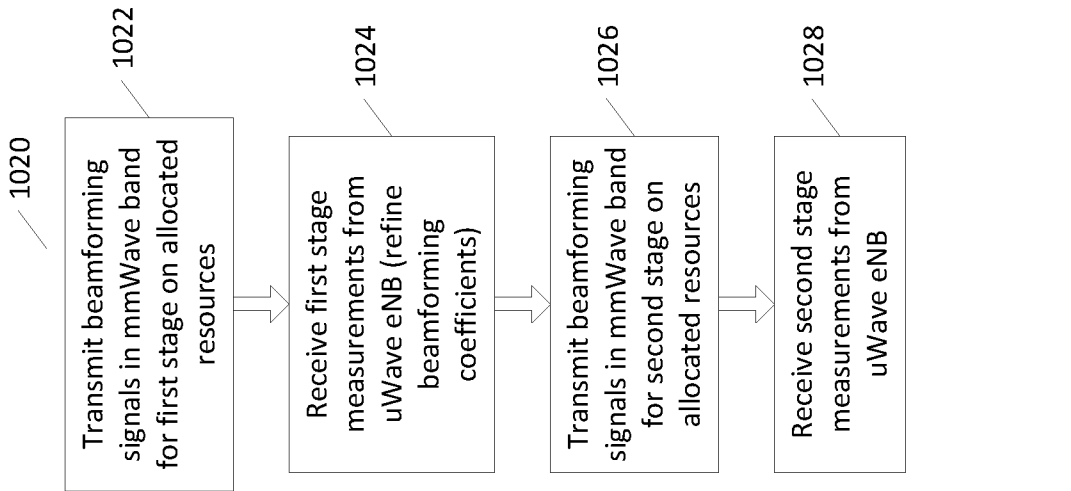 1020
Transmit beamforming
signals in mmWave band
for first stage on allocated
resources
1022
Receive first stage
measurements from
uWave eNB (refine
beamforming
coefficients)
1024
Transmit beamforming
signals in mmWave band
for second stage on
allocated resources
1026
Receive second stage
measurements from
uWave eNB
1028